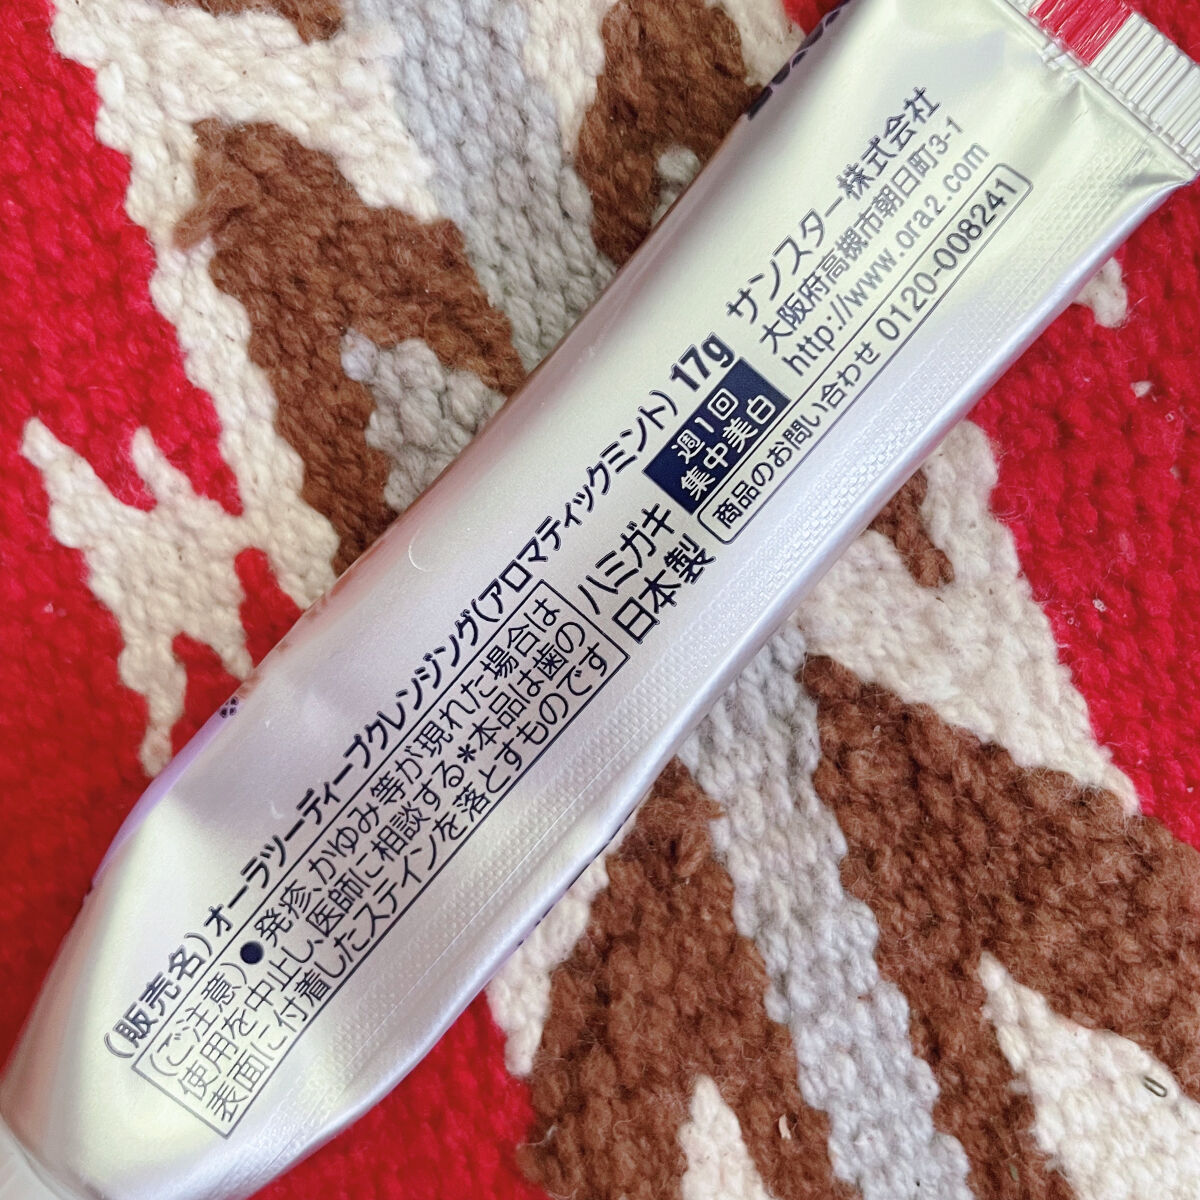 (販売名)オーラツーディープクレンジング(アロマティックミント) 17g
(ご注意)●発疹、かゆみ等が現れた場合は
使用を中止し、医師に相談する*本品は歯の
表面に付着したステインを落とすものです
ハミガキ
日本製
週1回
集中美白
サンスター株式会社
大阪府高槻市朝日町3-1
http://www.ora2.com
商品のお問い合わせ 0120-008241